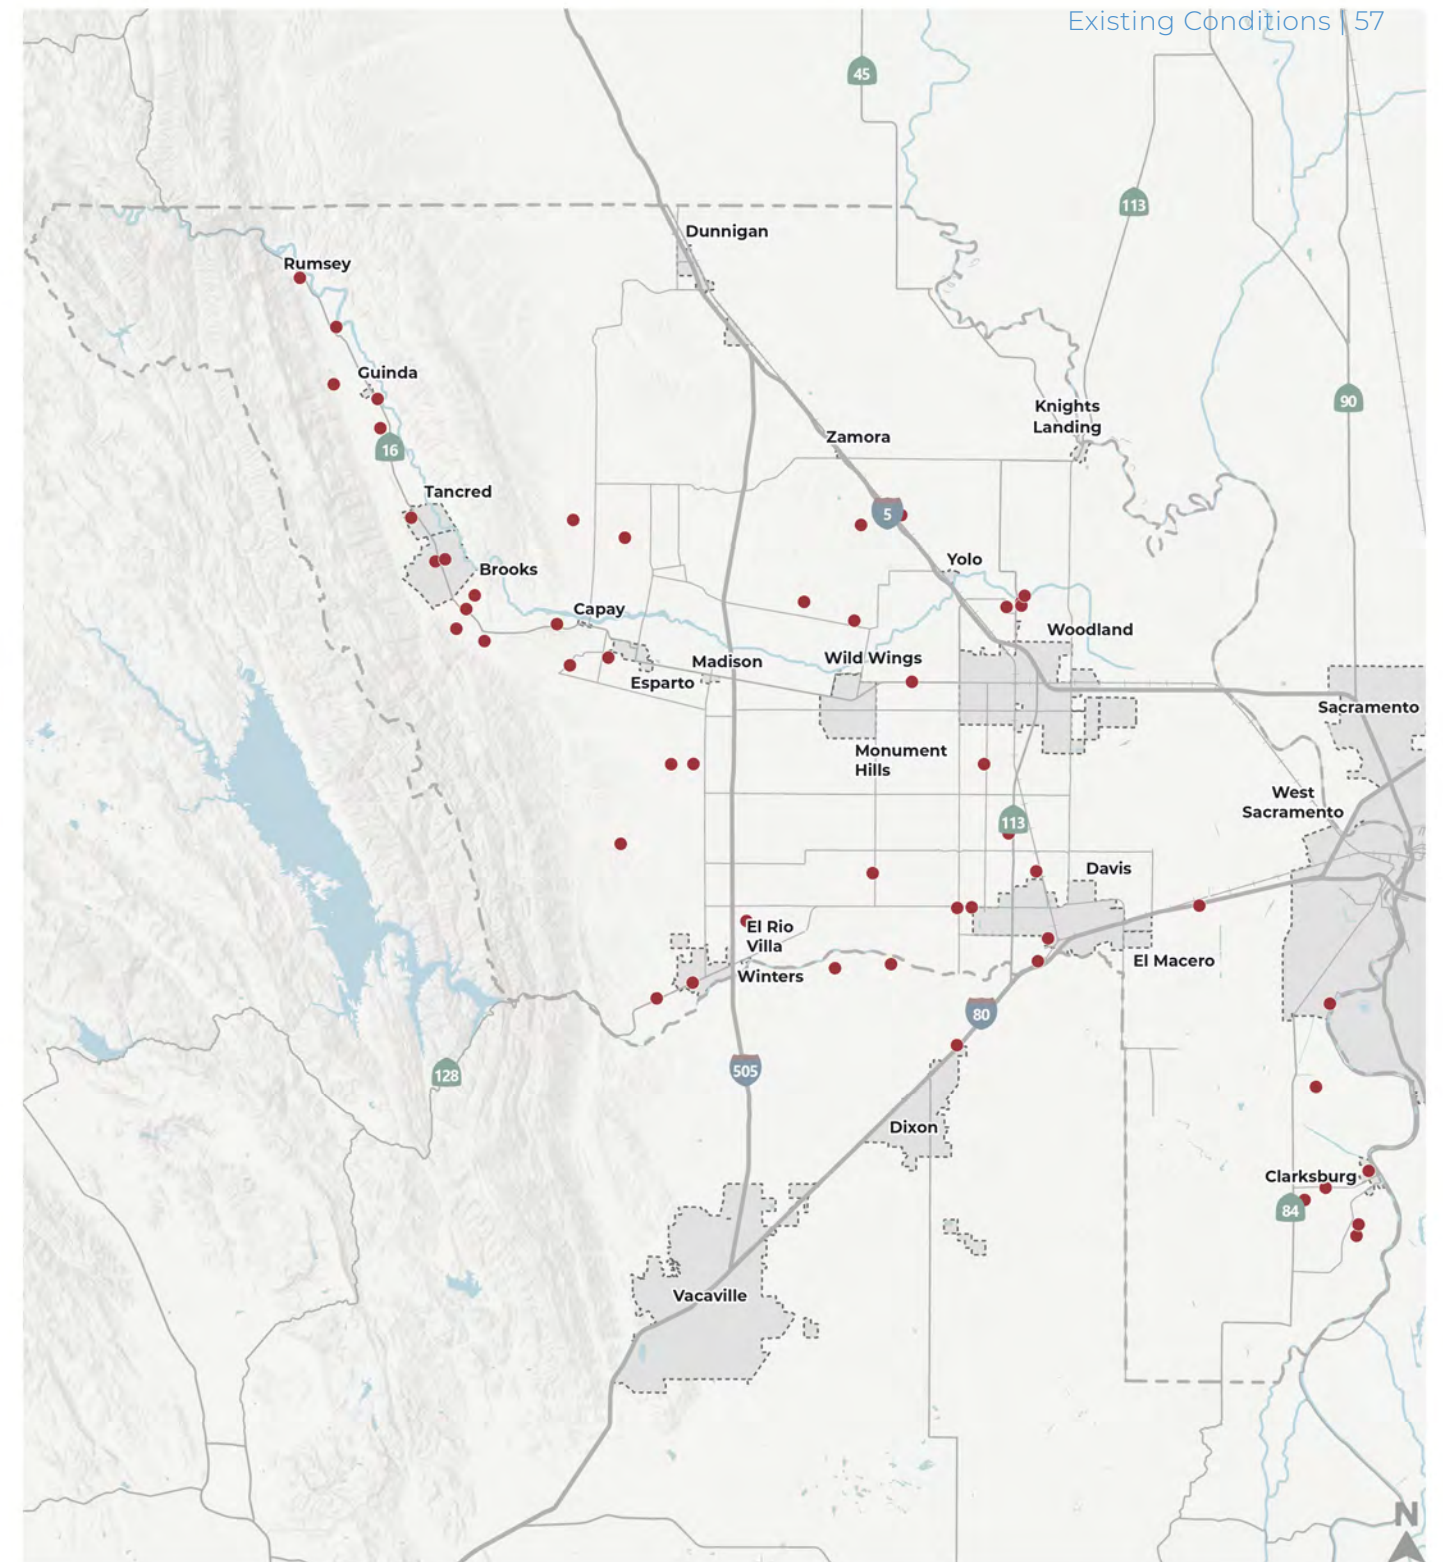 Existing Conditions | 57
45
113
Dunnigan
Rumsey
Guinda
90
Knights
Landing
Zamora
16
Tancred
5
Yolo
Brooks
Capay
Woodland
Madison
Wild Wings
Esparto
Sacramento
Monument
Hills
West
Sacramento
113
Davis
El Rio
Villa
El Macero
Winters
80
505
128
Dixon
Clarksburg
84
Vacaville
N